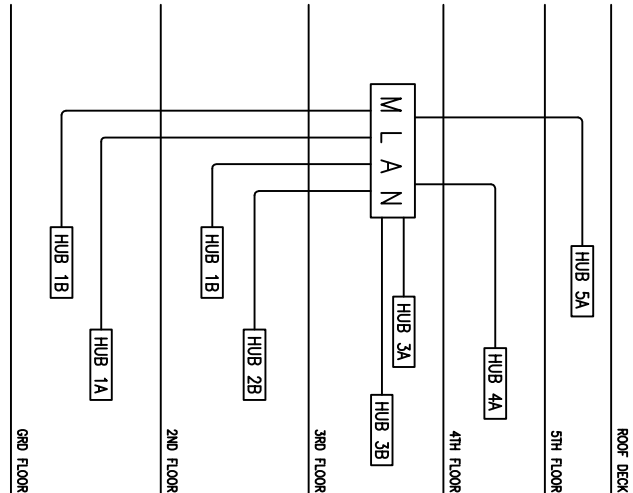 ROOF DECK
5TH FLOOR
4TH FLOOR
3RD FLOOR
2ND FLOOR
GRD FLOOR
MLAN
HUB 5A
HUB 4A
HUB 3A
HUB 3B
HUB 1B
HUB 2B
HUB 1A
HUB 1B